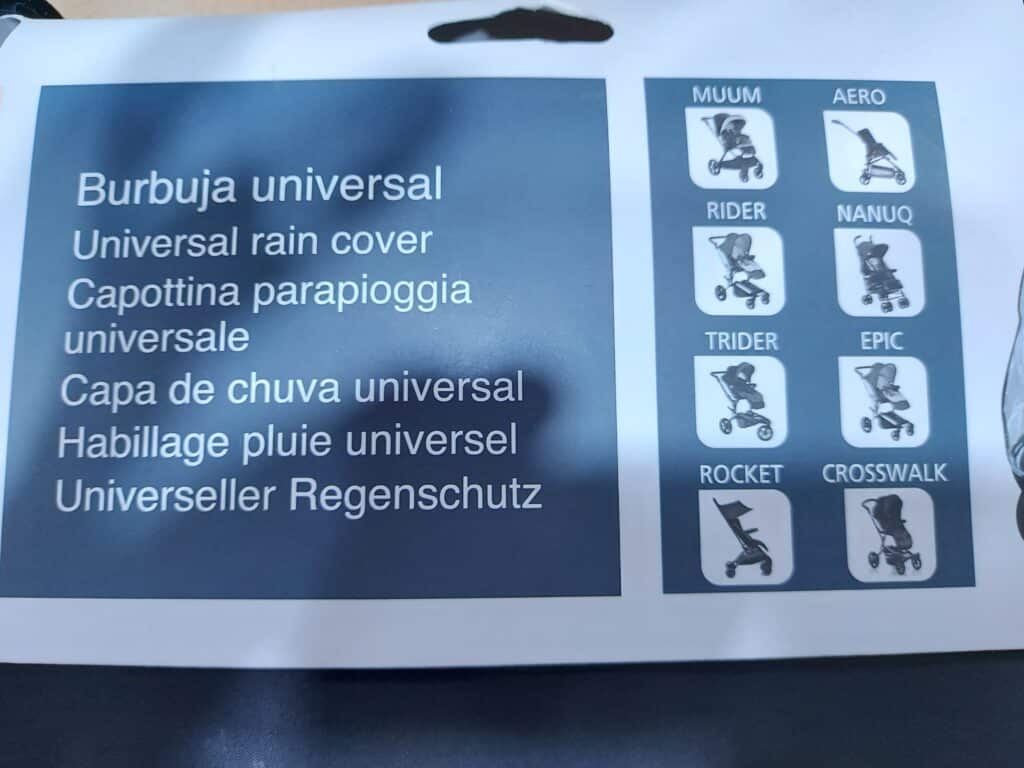 Burbuja universal
Universal rain cover
Capottina parapioggia
universale
Capa de chuva universal
Habillage pluie universel
Universeller Regenschutz
MUUM
AERO
RIDER
NANUQ
TRIDER
EPIC
ROCKET
CROSSWALK